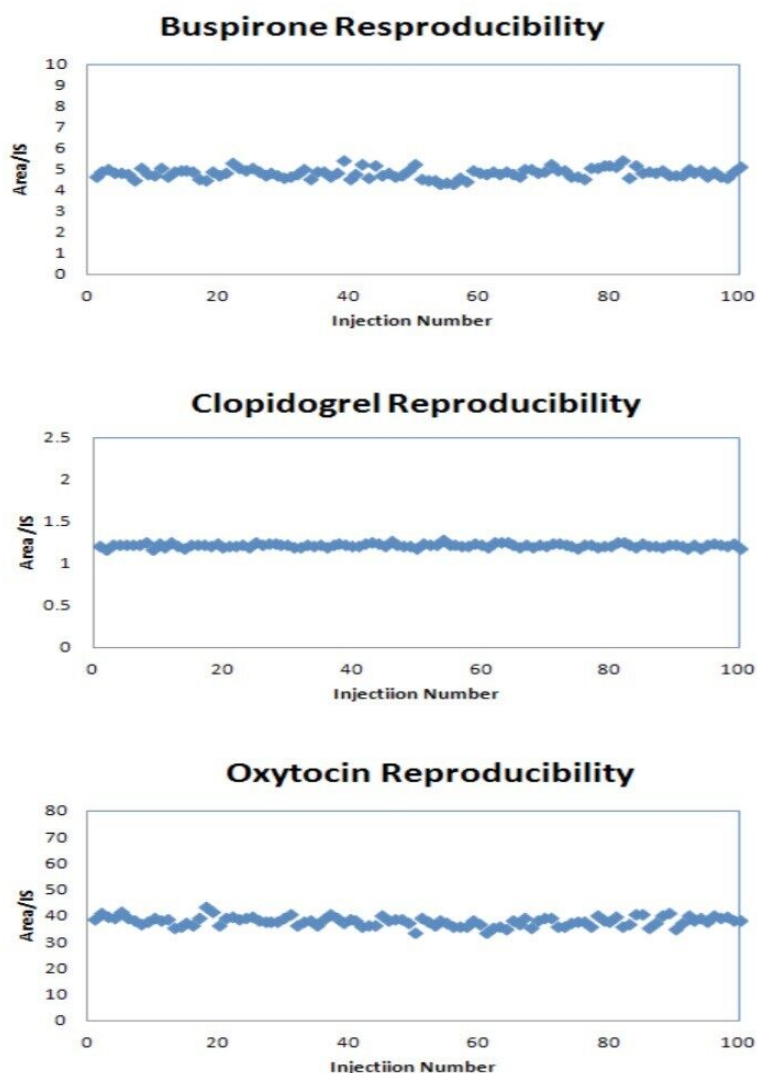 Buspirone Resproducibility
10
9
8
7
6
5
4
3
2
1
0
Area/IS
0 20 40 60 80 100
Injection Number
Clopidogrel Reproducibility
2.5
2
1.5
1
0.5
0
Area/IS
0 20 40 60 80 100
Injectiion Number
Oxytocin Reproducibility
80
70
60
50
40
30
20
10
0
Area/IS
0 20 40 60 80 100
Injectiion Number